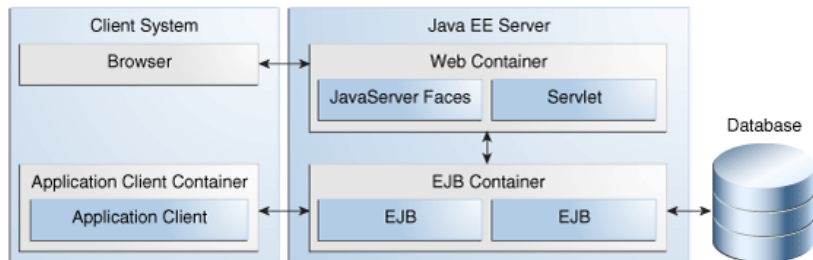 Client System
Java EE Server
Browser
Web Container
JavaServer Faces
Servlet
Database
Application Client Container
Application Client
EJB Container
EJB
EJB